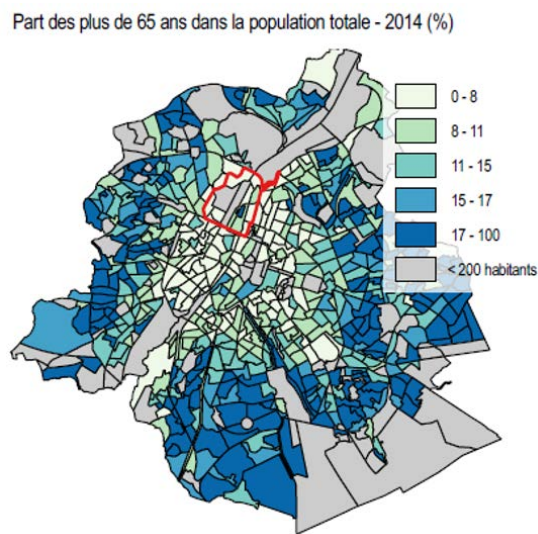 Part des plus de 65 ans dans la population totale - 2014 (%)
0 - 8
8 - 11
11 - 15
15 - 17
17 - 100
< 200 habitants